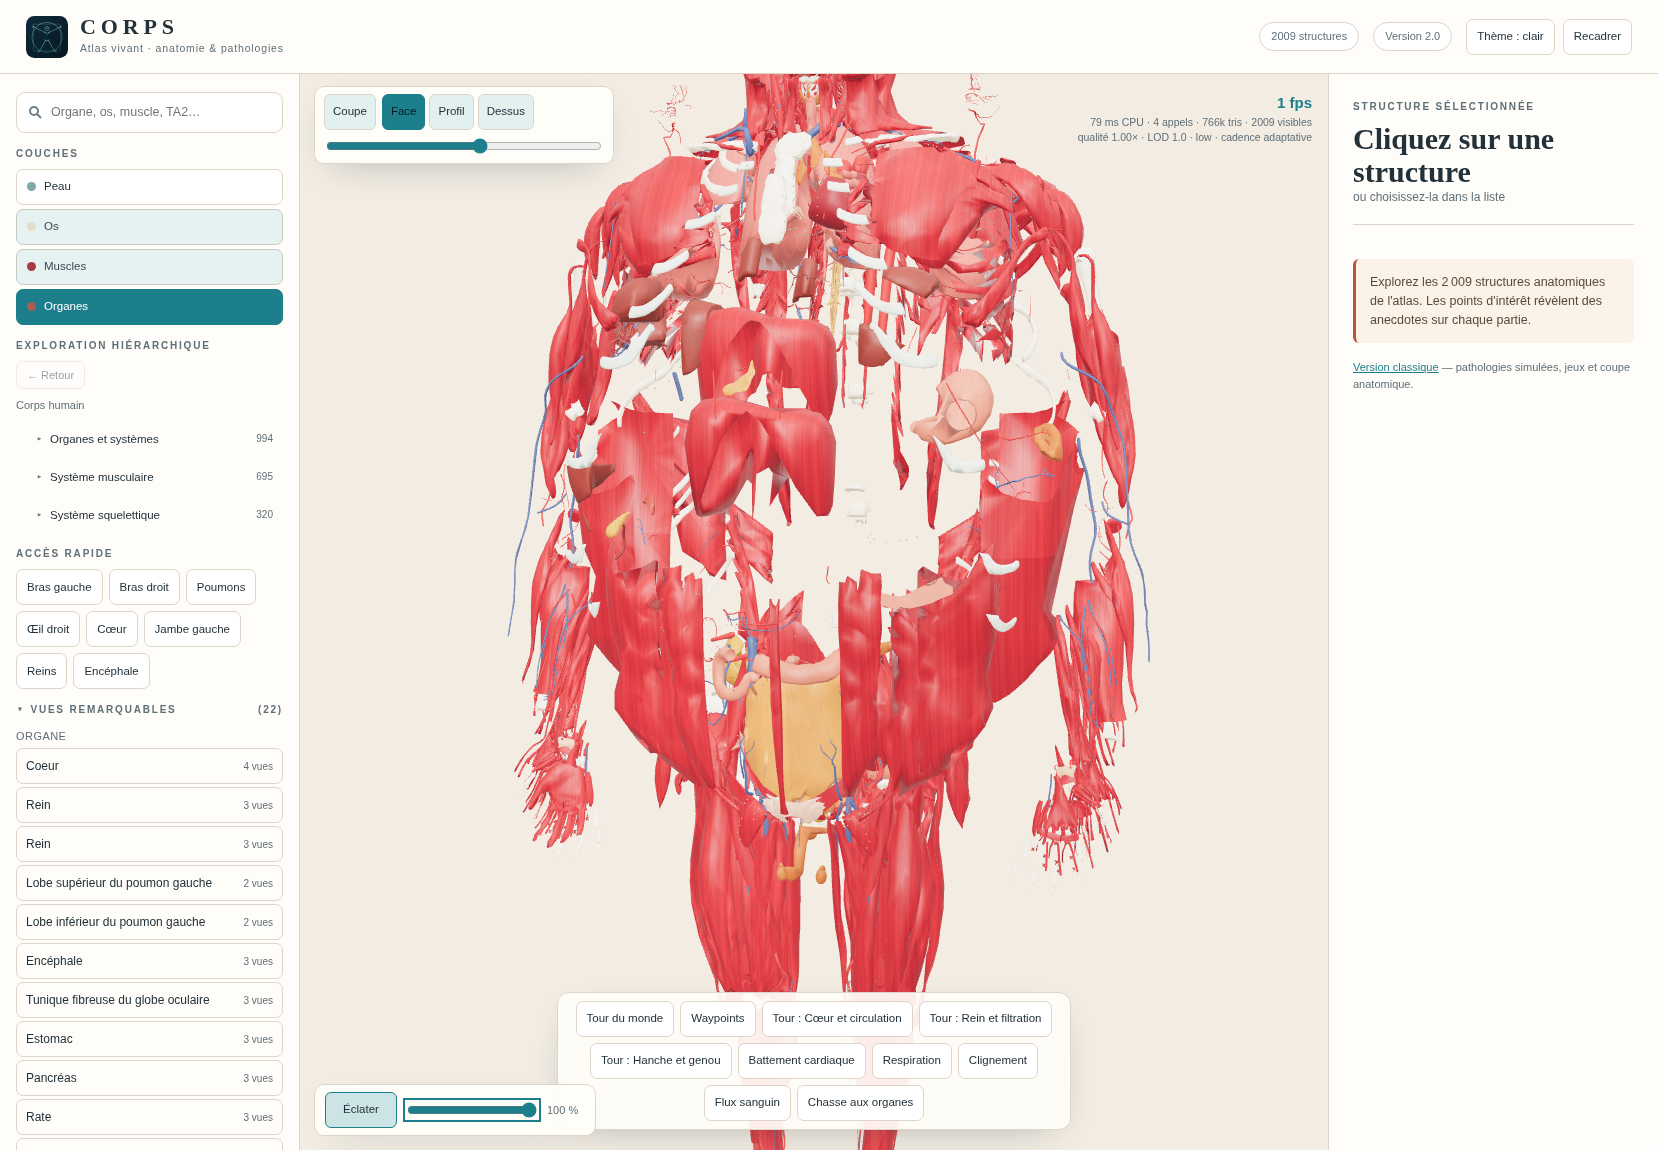 CORPS
Atlas vivant · anatomie & pathologies
2009 structures
Version 2.0
Thème : clair
Recadrer
Organe, os, muscle, TA2…
COUCHES
Peau
Os
Muscles
Organes
EXPLORATION HIÉRARCHIQUE
← Retour
Corps humain
Organes et systèmes 994
Système musculaire 695
Système squelettique 320
ACCÈS RAPIDE
Bras gauche Bras droit Poumons
Œil droit Cœur Jambe gauche
Reins Encéphale
VUES REMARQUABLES (22)
ORGANE
Coeur 4 vues
Rein 3 vues
Rein 3 vues
Lobe supérieur du poumon gauche 2 vues
Lobe inférieur du poumon gauche 2 vues
Encéphale 3 vues
Tunique fibreuse du globe oculaire 3 vues
Estomac 3 vues
Pancréas 3 vues
Rate 3 vues
Coupe Face Profil Dessus
1 fps
79 ms CPU · 4 appels · 766k tris · 2009 visibles
qualité 1.00× · LOD 1.0 · low · cadence adaptative
Tour du monde Waypoints Tour : Cœur et circulation Tour : Rein et filtration
Tour : Hanche et genou Battement cardiaque Respiration Clignement
Flux sanguin Chasse aux organes
Éclater 100 %
STRUCTURE SÉLECTIONNÉE
Cliquez sur une
structure
ou choisissez-la dans la liste
Explorez les 2 009 structures anatomiques
de l'atlas. Les points d'intérêt révèlent des
anecdotes sur chaque partie.
Version classique — pathologies simulées, jeux et coupe
anatomique.